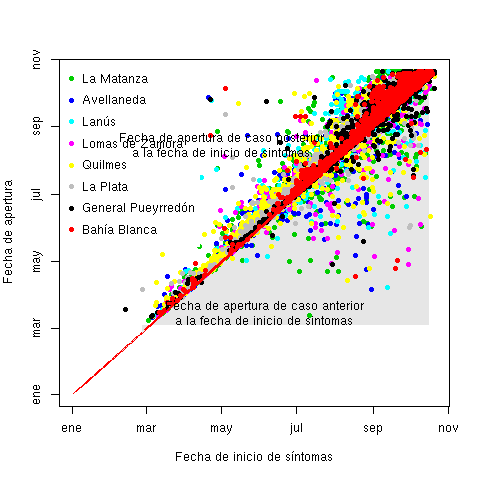 La Matanza
Avellaneda
Lanús
Lomas de Zamora
Quilmes
La Plata
General Pueyrredón
Bahía Blanca
Fecha de apertura de caso posterior
a la fecha de inicio de síntomas
Fecha de apertura de caso anterior
a la fecha de inicio de síntomas
Fecha de apertura
nov
sep
jul
may
mar
ene
ene mar may jul sep nov
Fecha de inicio de síntomas